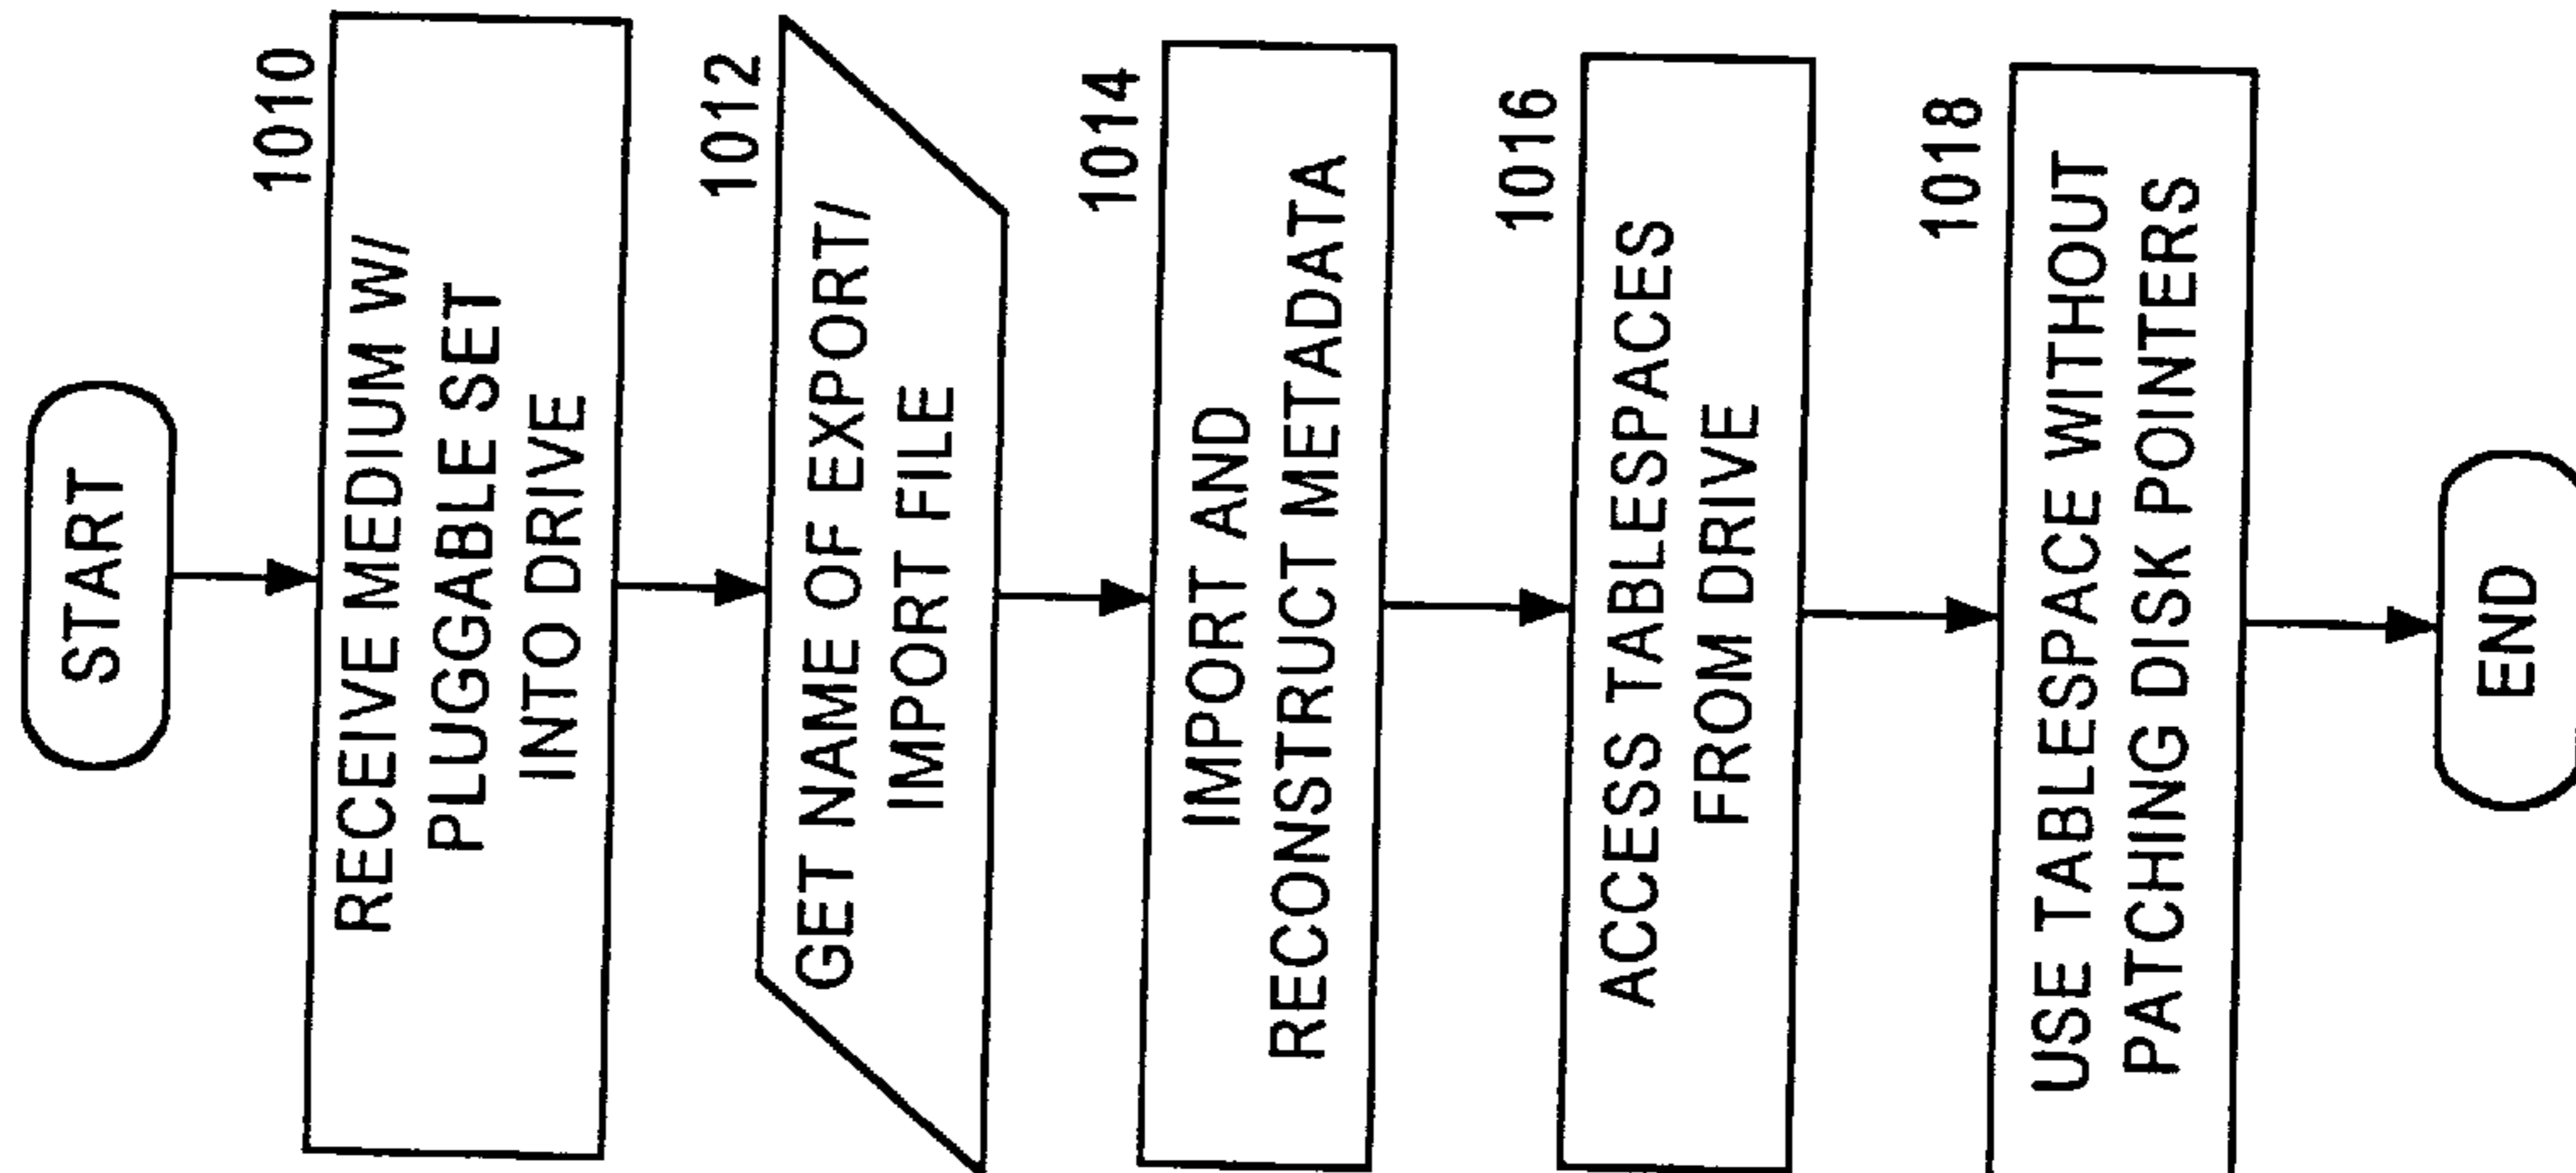 START
1010
RECEIVE MEDIUM W/
PLUGGABLE SET
INTO DRIVE
1012
GET NAME OF EXPORT/
IMPORT FILE
1014
IMPORT AND
RECONSTRUCT METADATA
1016
ACCESS TABLESPACES
FROM DRIVE
1018
USE TABLESPACE WITHOUT
PATCHING DISK POINTERS
END